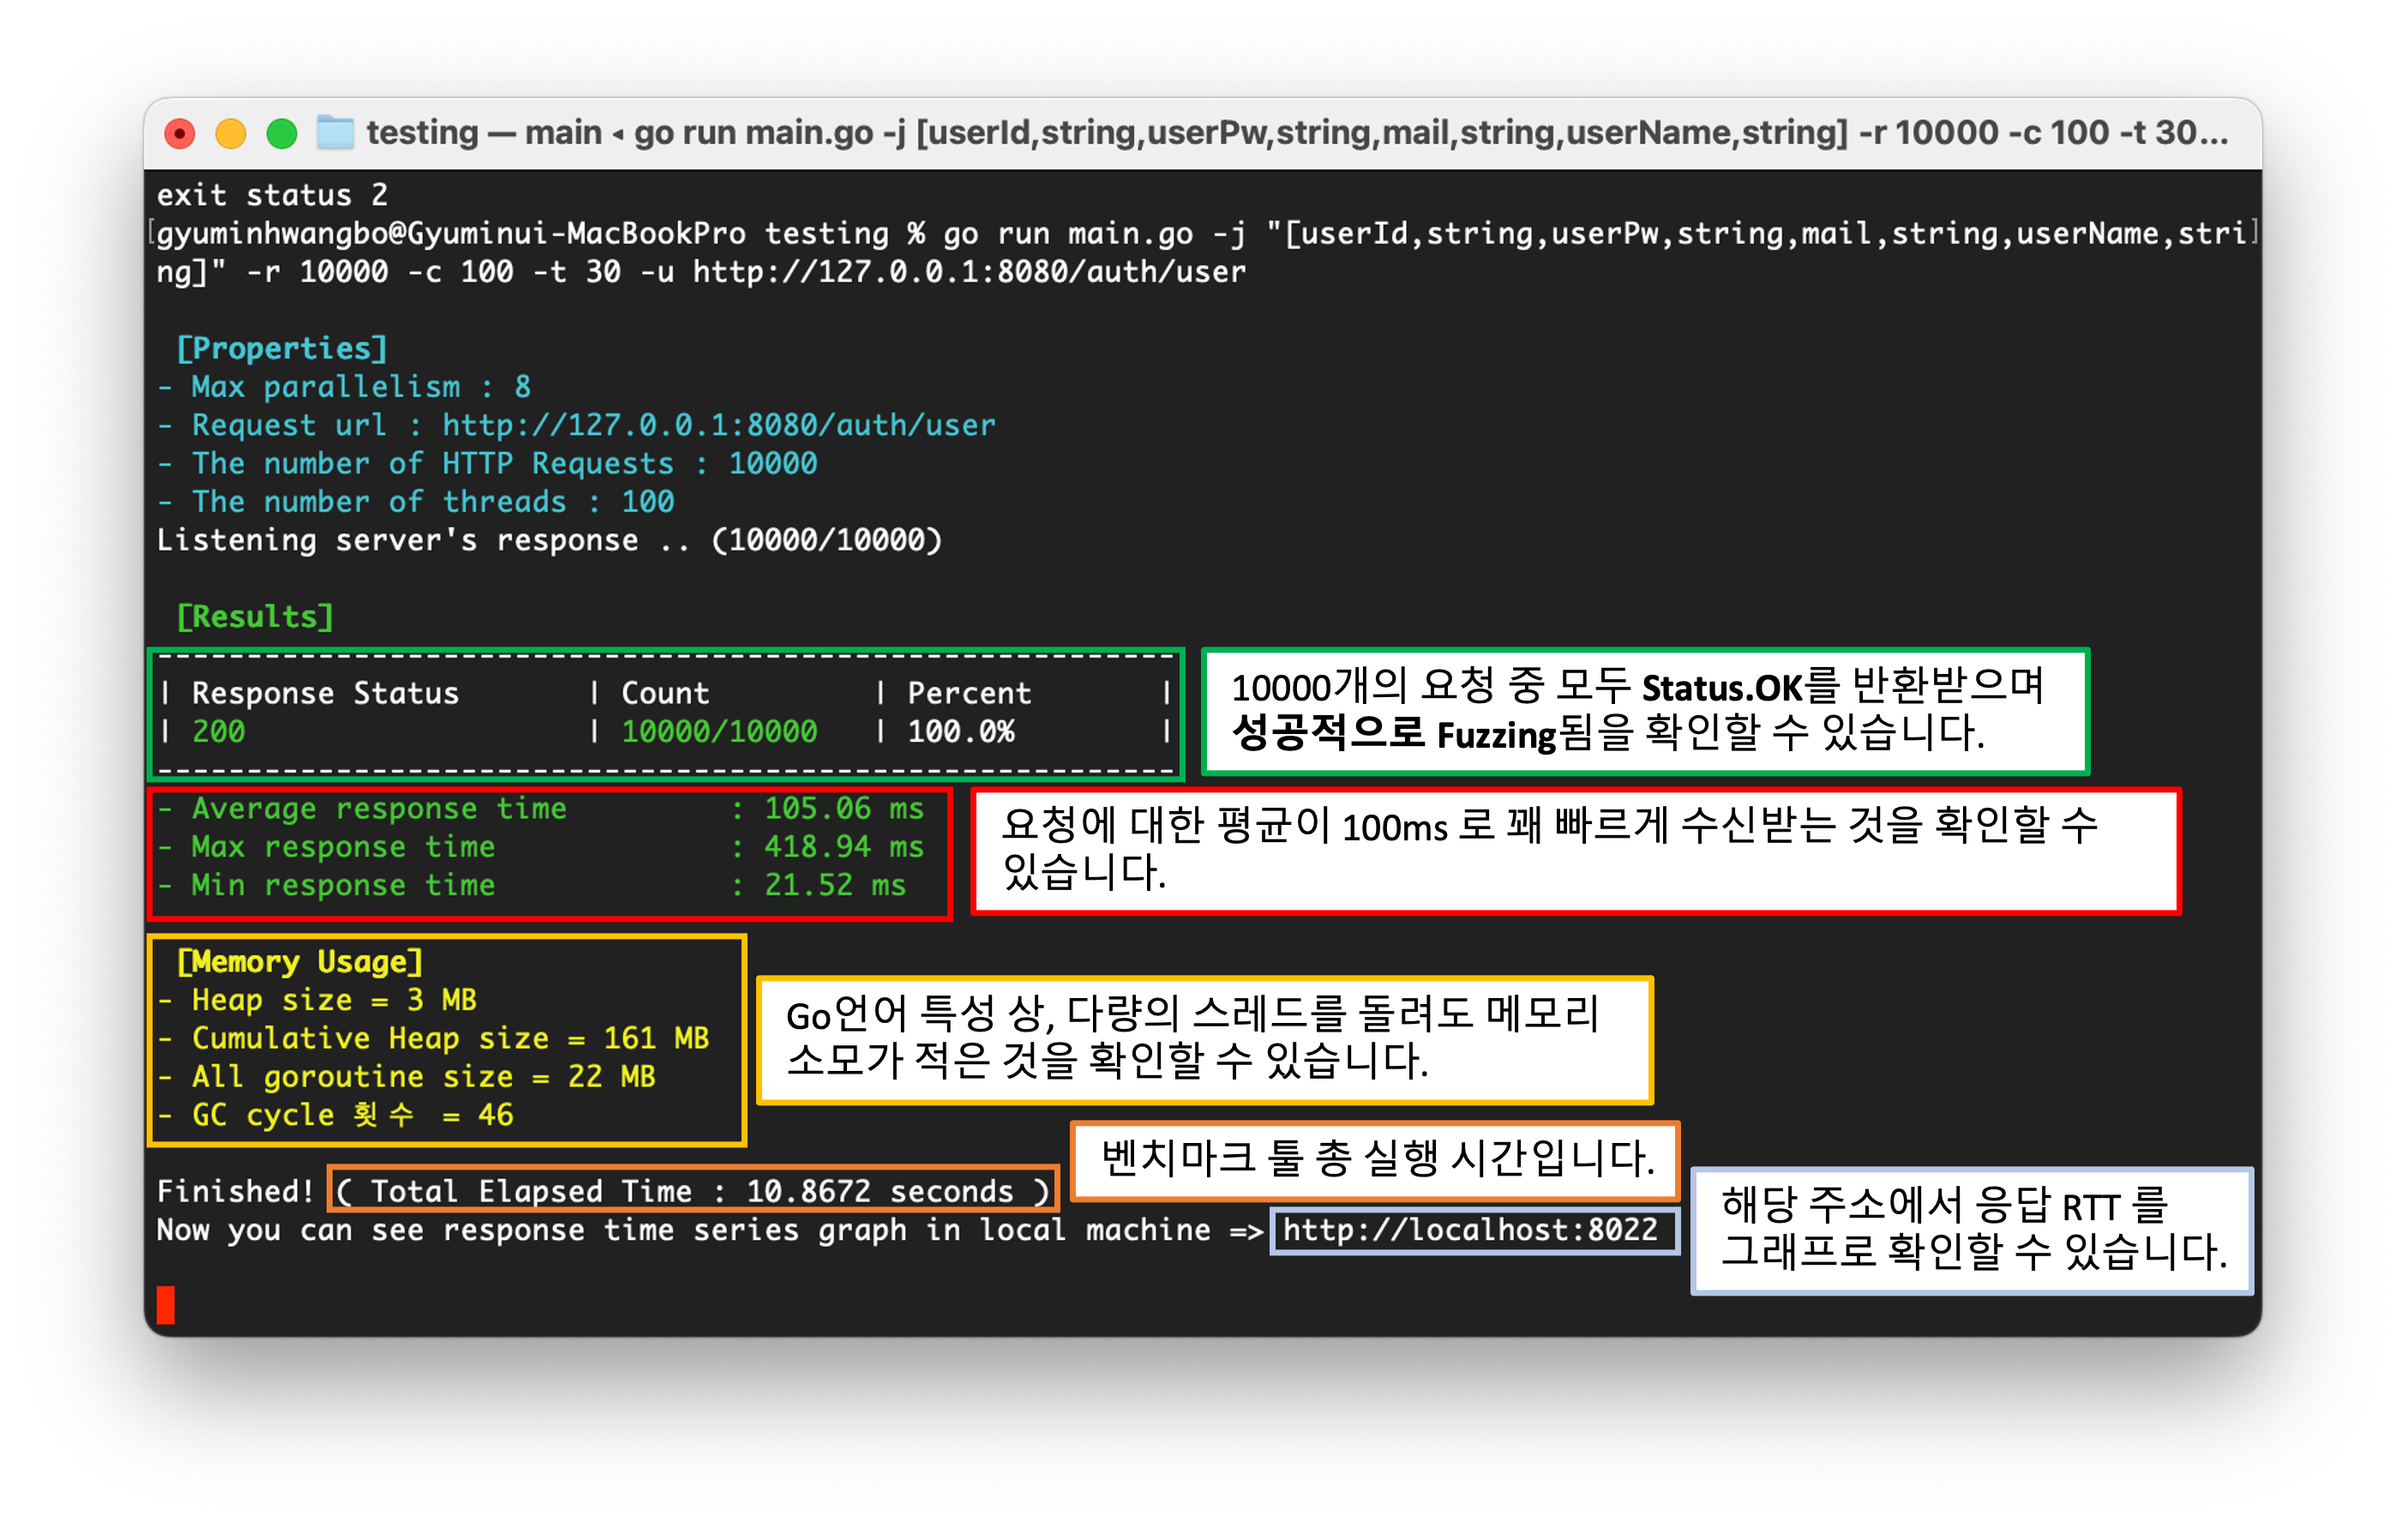 testing — main ◂ go run main.go -j [userId,string,userPw,string,mail,string,userName,string] -r 10000 -c 100 -t 30...
exit status 2
[gyuminhwangbo@Gyuminui-MacBookPro testing % go run main.go -j "[userId,string,userPw,string,mail,string,userName,stri]
ng]" -r 10000 -c 100 -t 30 -u http://127.0.0.1:8080/auth/user
[Properties]
- Max parallelism : 8
- Request url : http://127.0.0.1:8080/auth/user
- The number of HTTP Requests : 10000
- The number of threads : 100
Listening server's response .. (10000/10000)
[Results]
---------------------------------------------------------
| Response Status | Count | Percent |
| 200 | 10000/10000 | 100.0% |
---------------------------------------------------------
10000개의 요청 중 모두 Status.OK를 반환받으며
성공적으로 Fuzzing됨을 확인할 수 있습니다.
- Average response time : 105.06 ms
- Max response time : 418.94 ms
- Min response time : 21.52 ms
요청에 대한 평균이 100ms 로 꽤 빠르게 수신받는 것을 확인할 수
있습니다.
[Memory Usage]
- Heap size = 3 MB
- Cumulative Heap size = 161 MB
- All goroutine size = 22 MB
- GC cycle 횟수 = 46
Go언어 특성 상, 다량의 스레드를 돌려도 메모리
소모가 적은 것을 확인할 수 있습니다.
Finished! ( Total Elapsed Time : 10.8672 seconds )
벤치마크 툴 총 실행 시간입니다.
Now you can see response time series graph in local machine => http://localhost:8022
해당 주소에서 응답 RTT 를
그래프로 확인할 수 있습니다.